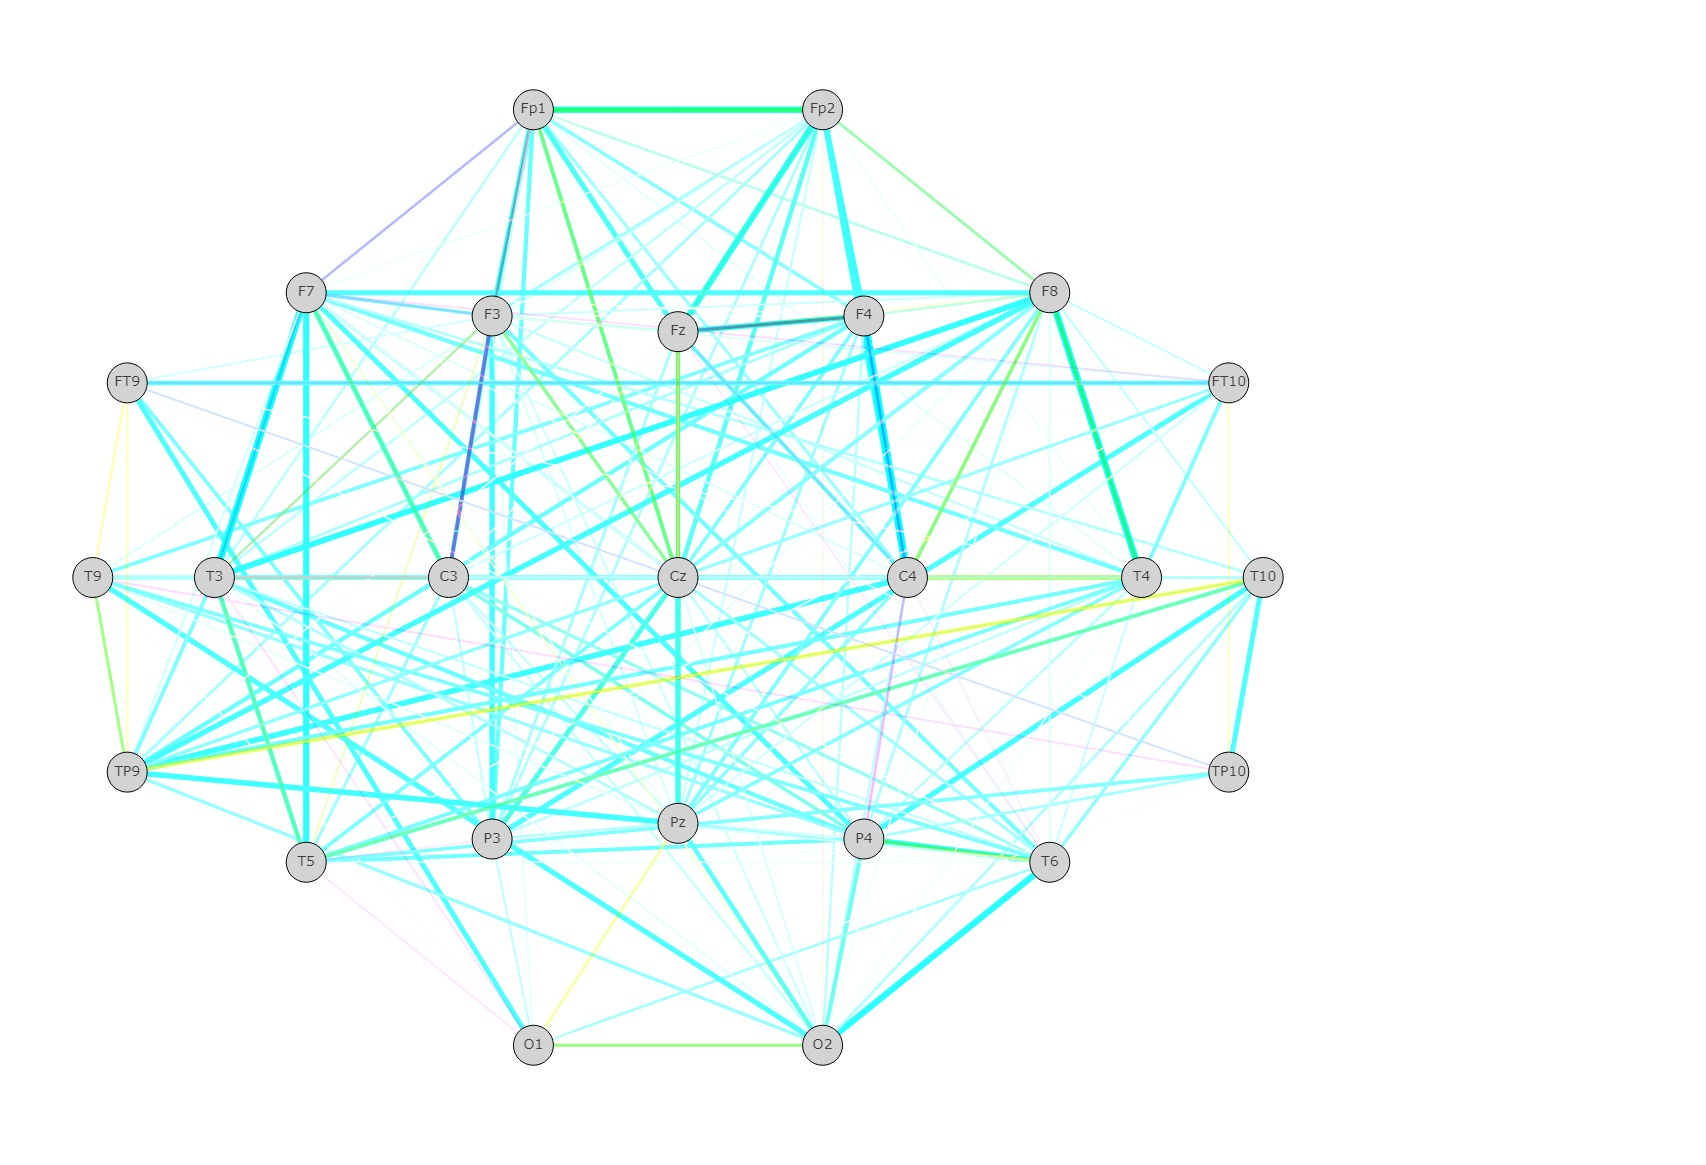 Fp1 Fp2
F7 F3 Fz F4 F8
FT9 FT10
T9 T3 C3 Cz C4 T4 T10
TP9 TP10
T5 P3 Pz P4 T6
O1 O2